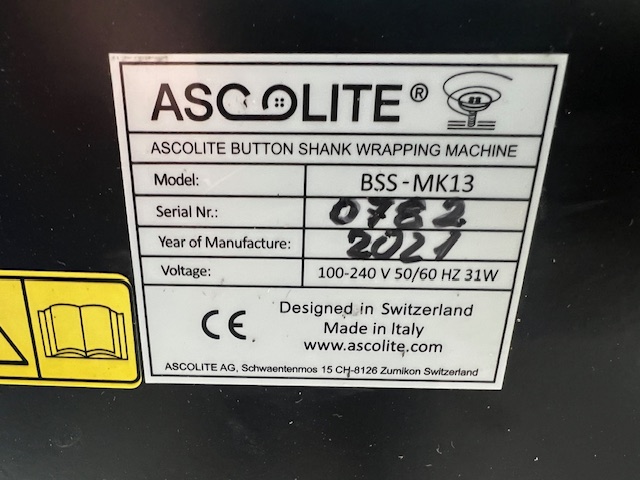 ASCOLITE®
ASCOLITE BUTTON SHANK WRAPPING MACHINE
Model: BSS-MK13
Serial Nr.: 0782
Year of Manufacture: 2021
Voltage: 100-240 V 50/60 HZ 31W
CE
Designed in Switzerland
Made in Italy
www.ascolite.com
ASCOLITE AG, Schwaentenmos 15 CH-8126 Zumikon Switzerland